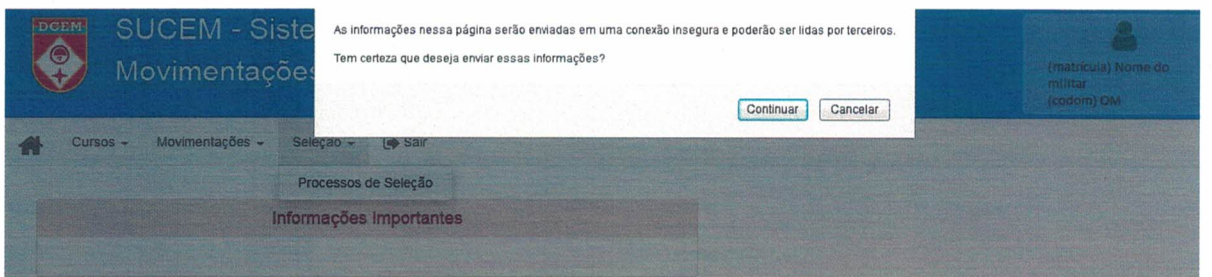 DGEM
SUCEM - Siste
Movimentações
As informações nessa página serão enviadas em uma conexão insegura e poderão ser lidas por terceiros.
Tem certeza que deseja enviar essas informações?
Continuar Cancelar
(matricula) Nome do
militar
(codom) OM
Cursos Movimentações Seleção Sair
Processos de Seleção
Informações Importantes